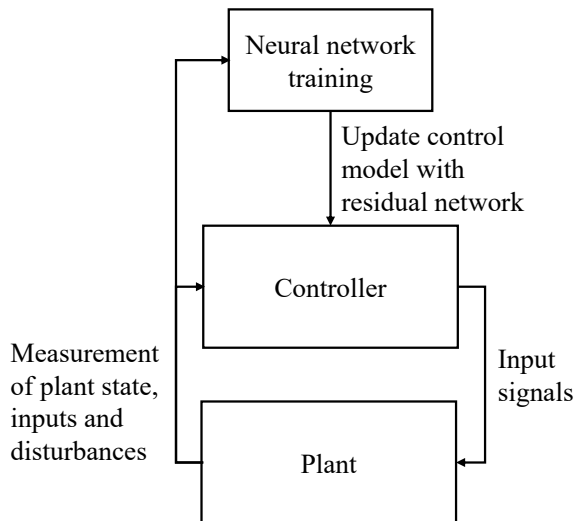 Neural network
training
Update control
model with
residual network
Controller
Measurement
of plant state,
inputs and
disturbances
Input
signals
Plant